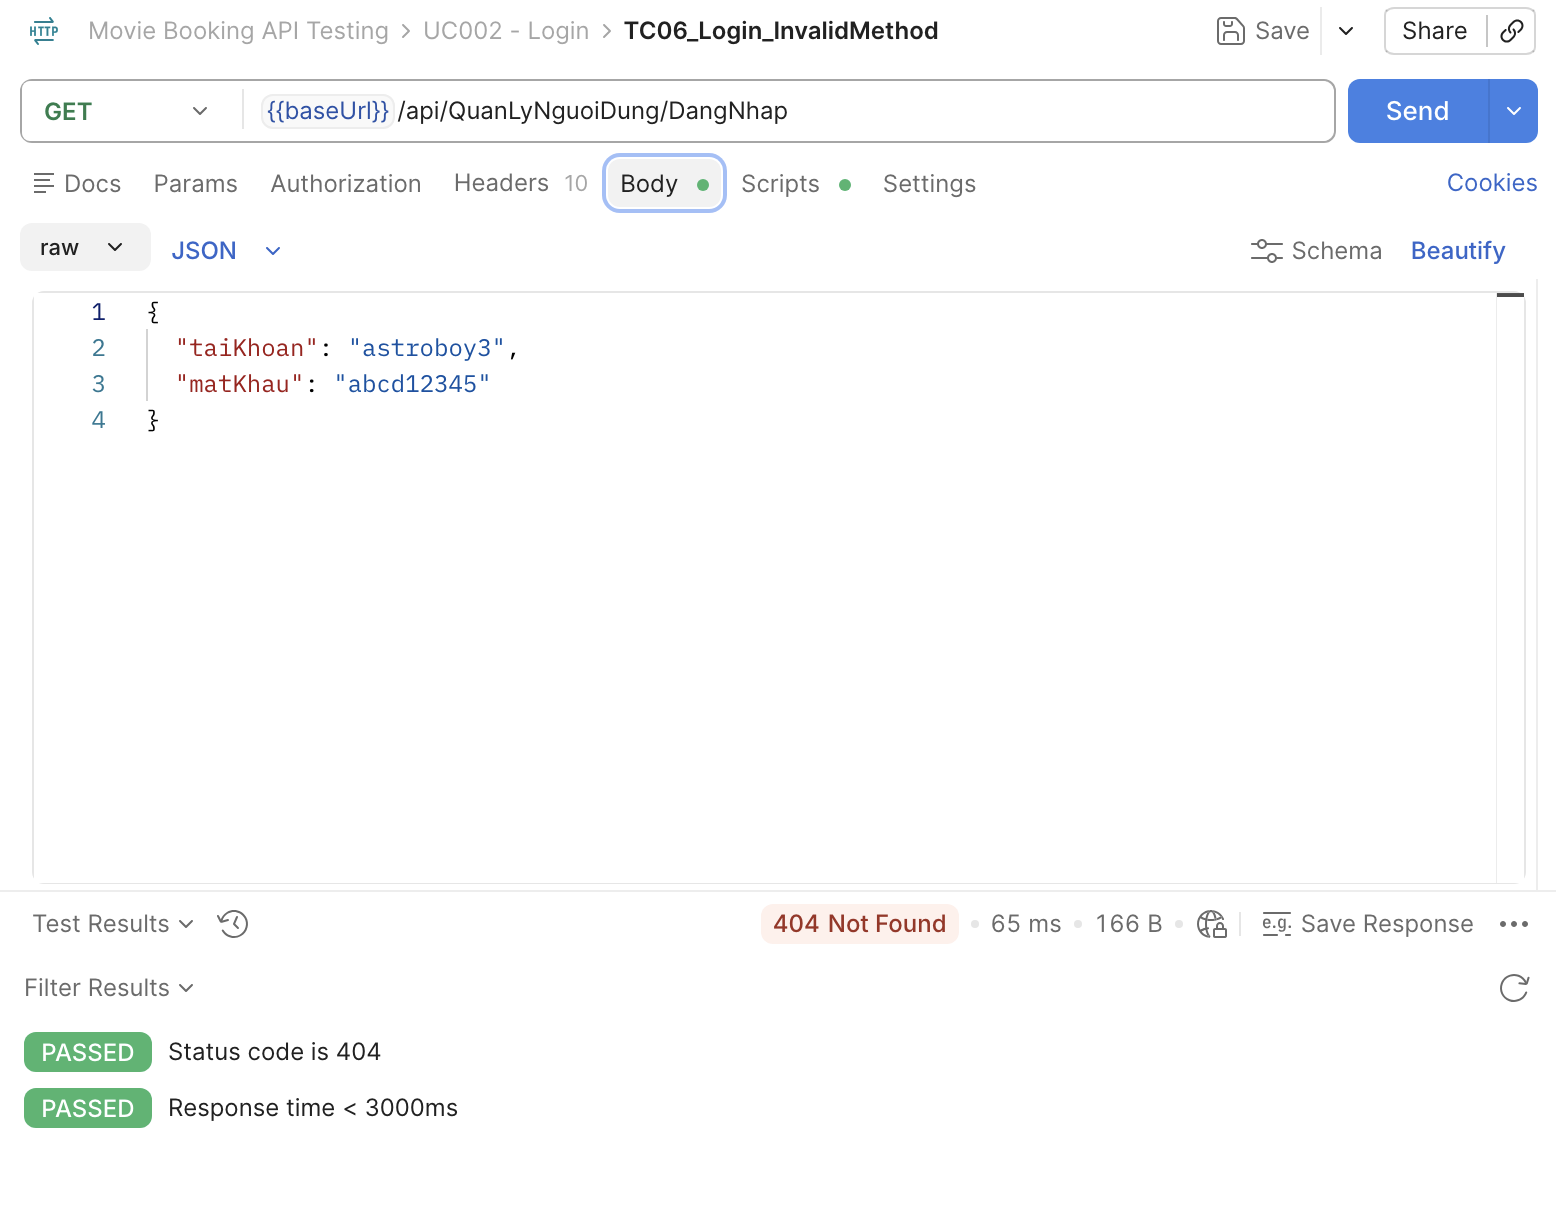 HTTP Movie Booking API Testing > UC002 - Login > TC06_Login_InvalidMethod Save Share
GET {{baseUrl}}/api/QuanLyNguoiDung/DangNhap Send
Docs Params Authorization Headers 10 Body Scripts Settings Cookies
raw JSON Schema Beautify
1 {
2 "taiKhoan": "astroboy3",
3 "matKhau": "abcd12345"
4 }
Test Results 404 Not Found • 65 ms • 166 B • e.g. Save Response
Filter Results
PASSED Status code is 404
PASSED Response time < 3000ms